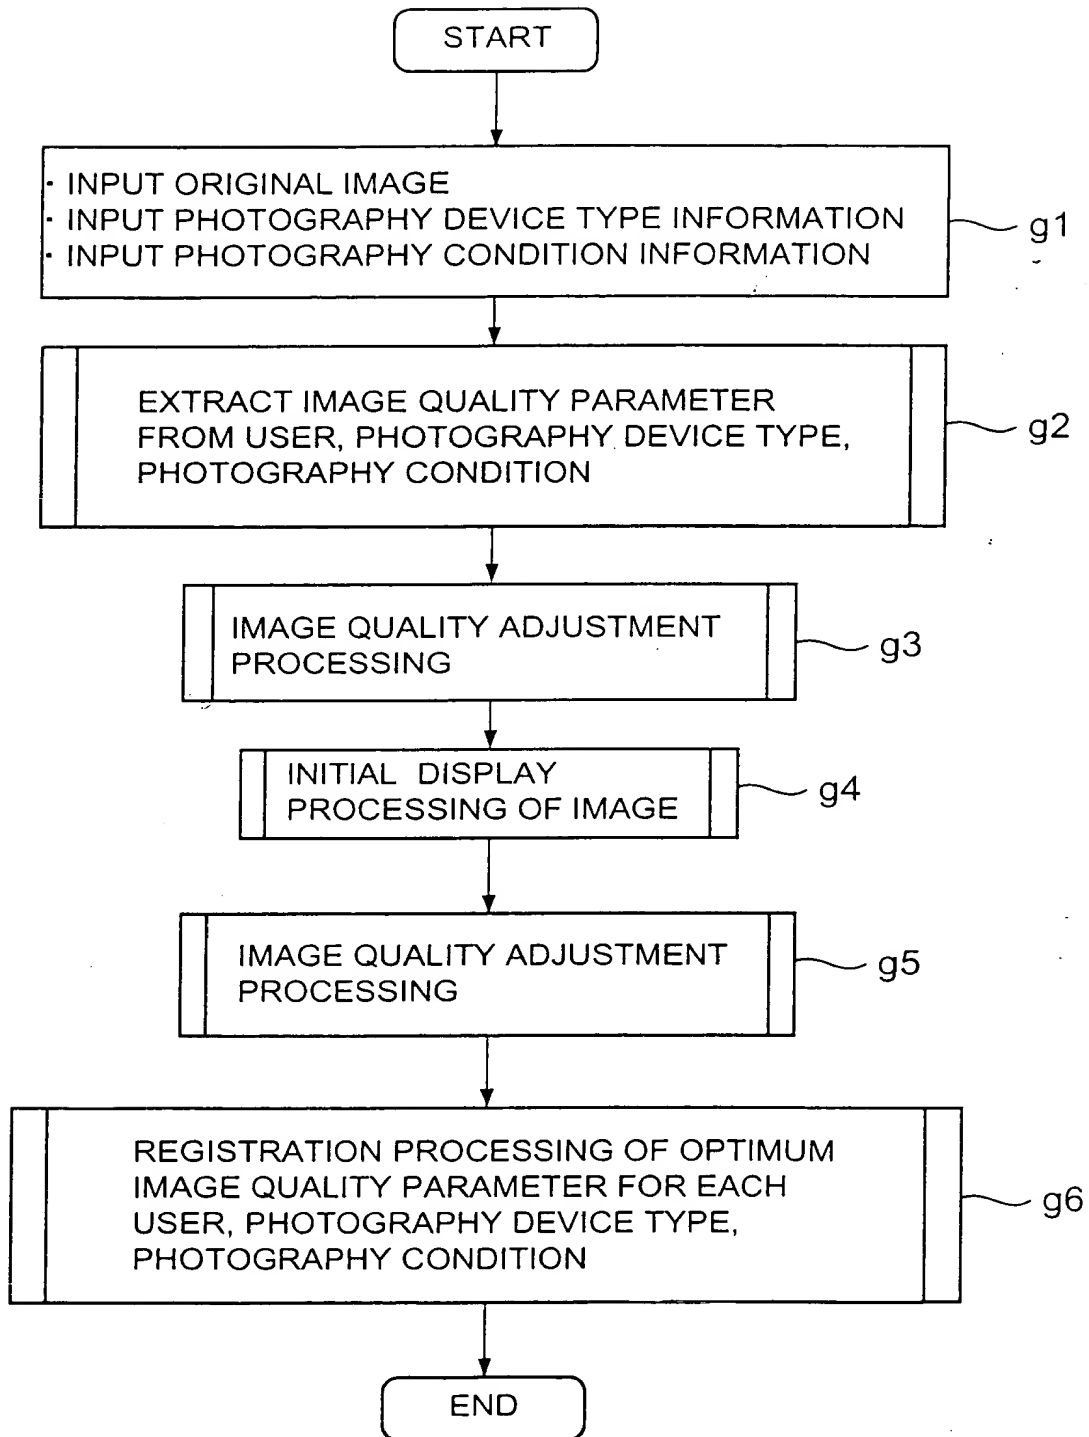 START
· INPUT ORIGINAL IMAGE
· INPUT PHOTOGRAPHY DEVICE TYPE INFORMATION
· INPUT PHOTOGRAPHY CONDITION INFORMATION
g1
EXTRACT IMAGE QUALITY PARAMETER
FROM USER, PHOTOGRAPHY DEVICE TYPE,
PHOTOGRAPHY CONDITION
g2
IMAGE QUALITY ADJUSTMENT
PROCESSING
g3
INITIAL DISPLAY
PROCESSING OF IMAGE
g4
IMAGE QUALITY ADJUSTMENT
PROCESSING
g5
REGISTRATION PROCESSING OF OPTIMUM
IMAGE QUALITY PARAMETER FOR EACH
USER, PHOTOGRAPHY DEVICE TYPE,
PHOTOGRAPHY CONDITION
g6
END